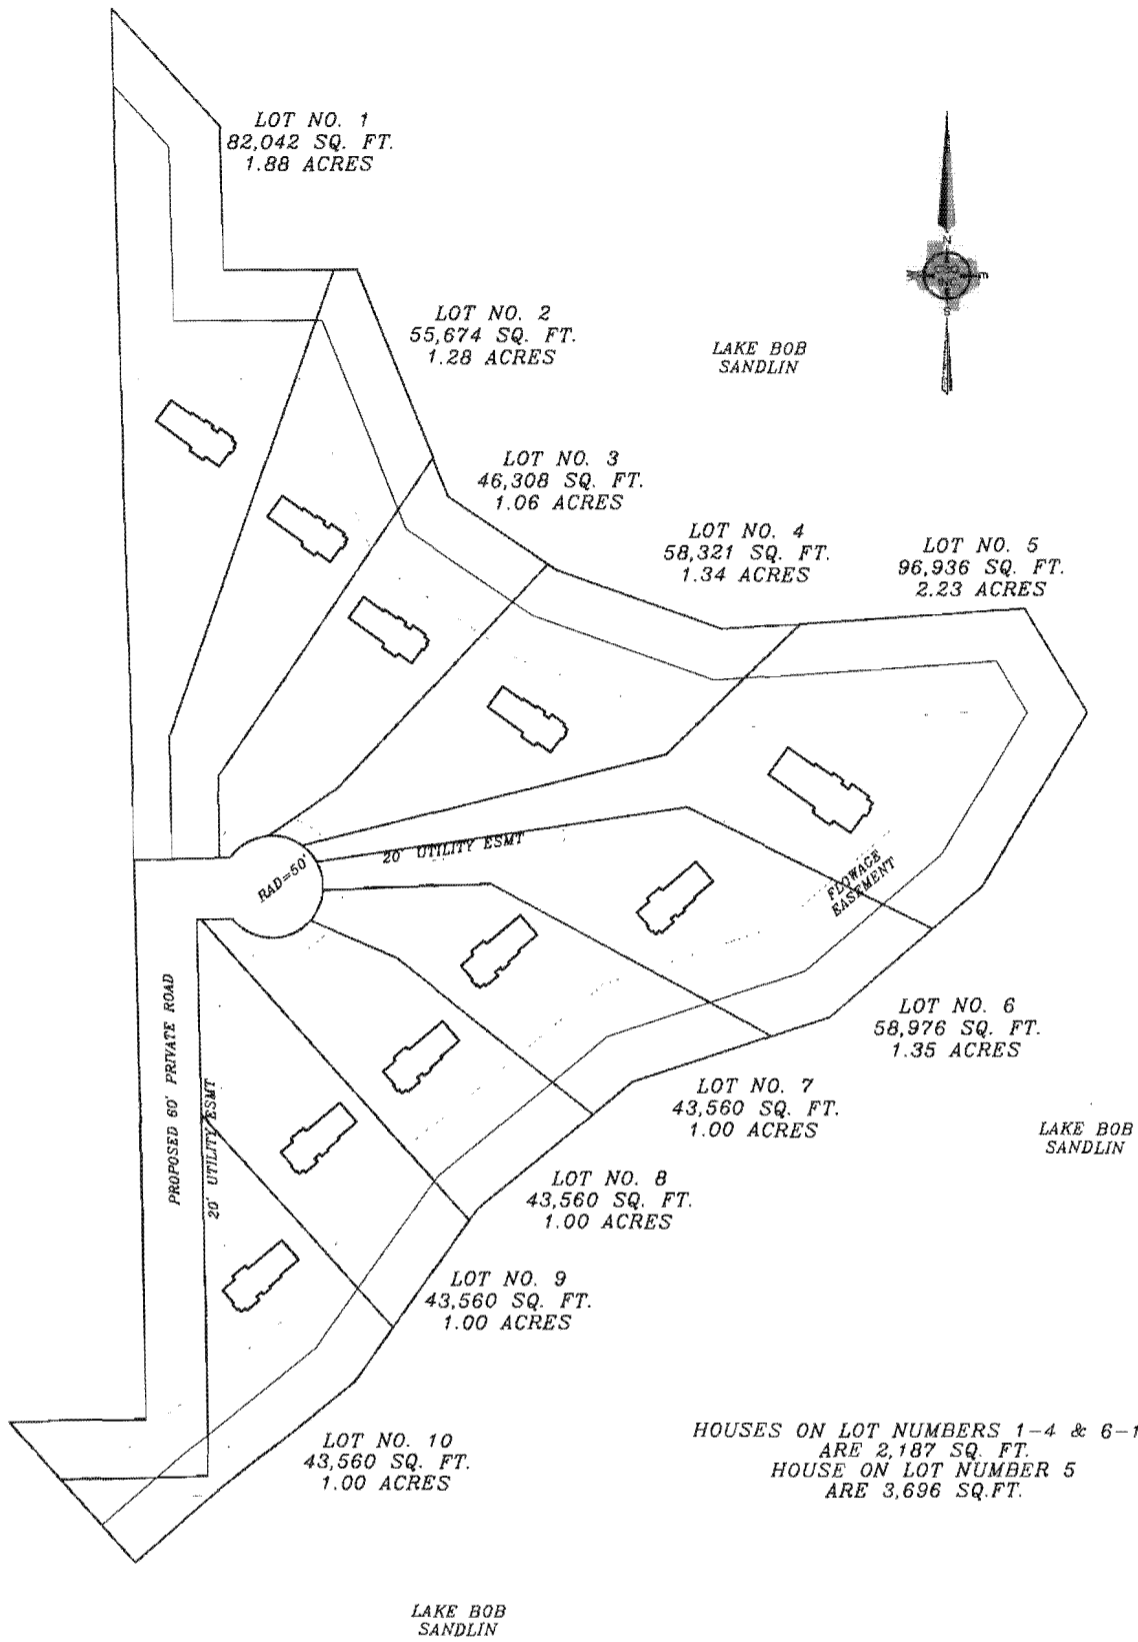 LOT NO. 1
82,042 SQ. FT.
1.88 ACRES
N
E
S
LOT NO. 2
55,674 SQ. FT.
1.28 ACRES
LAKE BOB
SANDLIN
LOT NO. 3
46,308 SQ. FT.
1.06 ACRES
LOT NO. 4
58,321 SQ. FT.
1.34 ACRES
LOT NO. 5
96,936 SQ. FT.
2.23 ACRES
RAD=50'
20' UTILITY ESMT
FLOWAGE
EASEMENT
PROPOSED 60' PRIVATE ROAD
20' UTILITY ESMT
LOT NO. 6
58,976 SQ. FT.
1.35 ACRES
LOT NO. 7
43,560 SQ. FT.
1.00 ACRES
LAKE BOB
SANDLIN
LOT NO. 8
43,560 SQ. FT.
1.00 ACRES
LOT NO. 9
43,560 SQ. FT.
1.00 ACRES
LOT NO. 10
43,560 SQ. FT.
1.00 ACRES
HOUSES ON LOT NUMBERS 1-4 & 6-1
ARE 2,187 SQ. FT.
HOUSE ON LOT NUMBER 5
ARE 3,696 SQ.FT.
LAKE BOB
SANDLIN